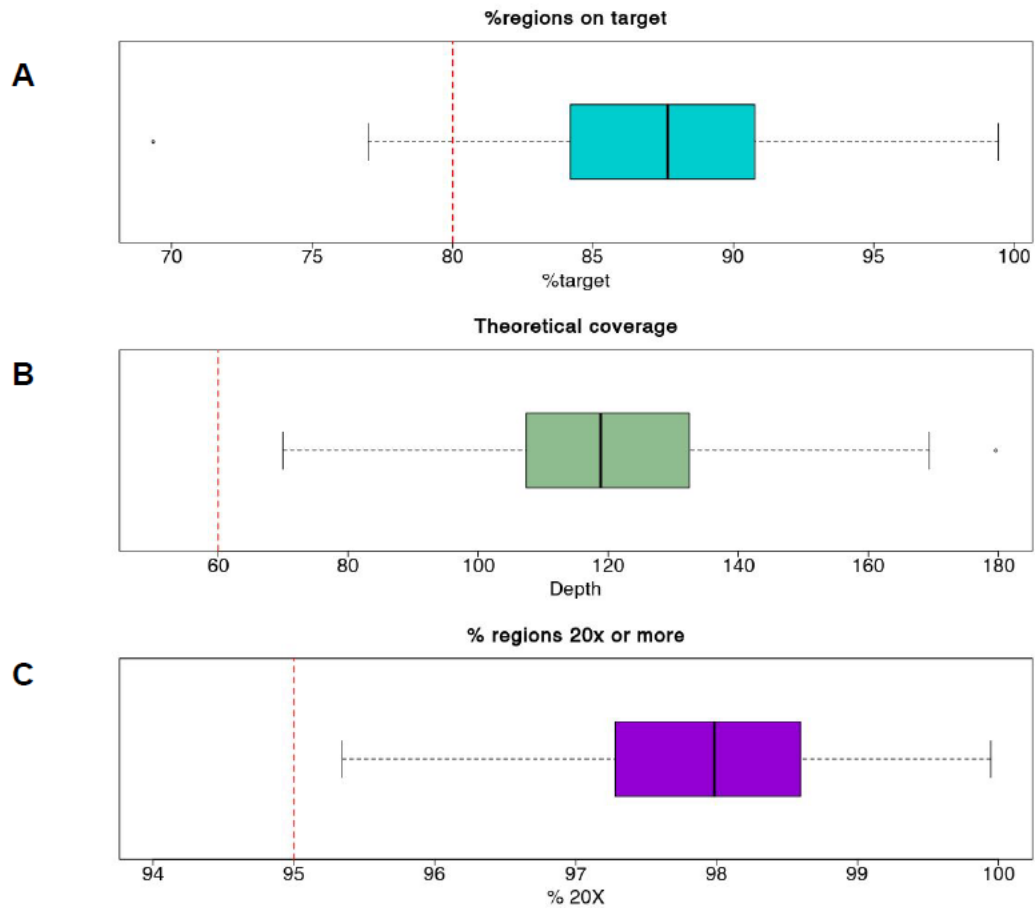 %regions on target
A
70 75 80 85 90 95 100
%target
Theoretical coverage
B
60 80 100 120 140 160 180
Depth
% regions 20x or more
C
94 95 96 97 98 99 100
% 20X